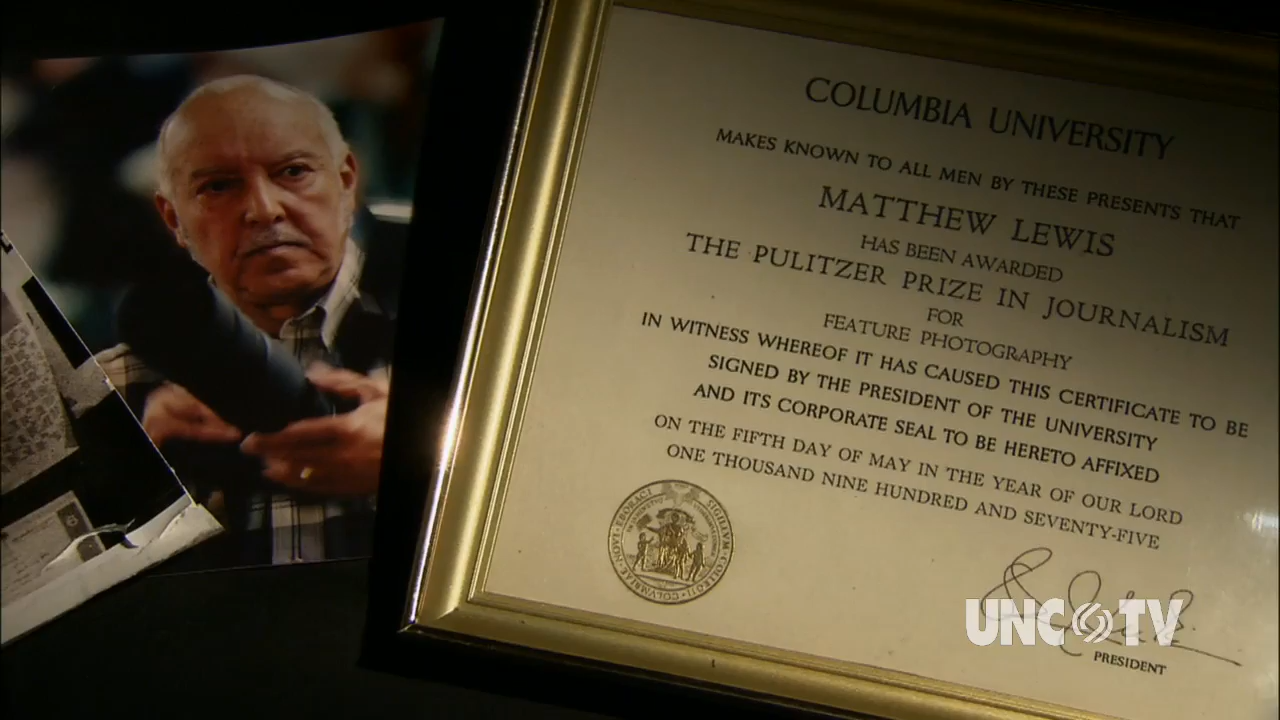 COLUMBIA UNIVERSITY
MAKES KNOWN TO ALL MEN BY THESE PRESENTS THAT
MATTHEW LEWIS
HAS BEEN AWARDED
THE PULITZER PRIZE IN JOURNALISM
FOR
FEATURE PHOTOGRAPHY
IN WITNESS WHEREOF IT HAS CAUSED THIS CERTIFICATE TO BE
SIGNED BY THE PRESIDENT OF THE UNIVERSITY
AND ITS CORPORATE SEAL TO BE HERETO AFFIXED
ON THE FIFTH DAY OF MAY IN THE YEAR OF OUR LORD
ONE THOUSAND NINE HUNDRED AND SEVENTY-FIVE
PRESIDENT
UNC TV